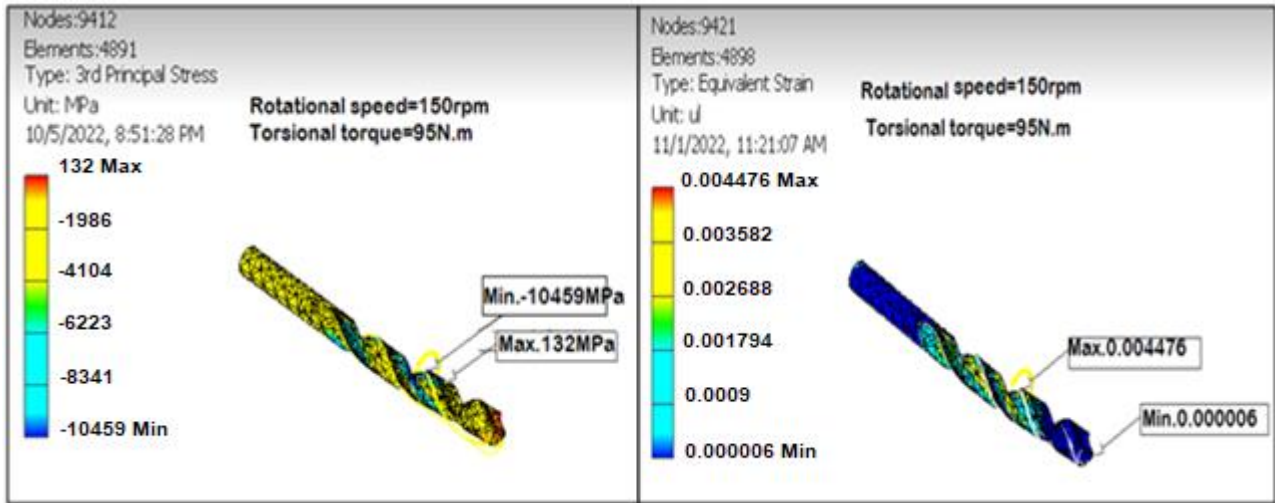 Nodes:9412
Elements:4891
Type: 3rd Principal Stress
Unit: MPa
10/5/2022, 8:51:28 PM
Rotational speed=150rpm
Torsional torque=95N.m
132 Max
-1986
-4104
-6223
-8341
-10459 Min
Min.-10459MPa
Max.132MPa
Nodes:9421
Elements:4898
Type: Equivalent Strain
Unit: ul
11/1/2022, 11:21:07 AM
Rotational speed=150rpm
Torsional torque=95N.m
0.004476 Max
0.003582
0.002688
0.001794
0.0009
0.000006 Min
Max.0.004476
Min.0.000006